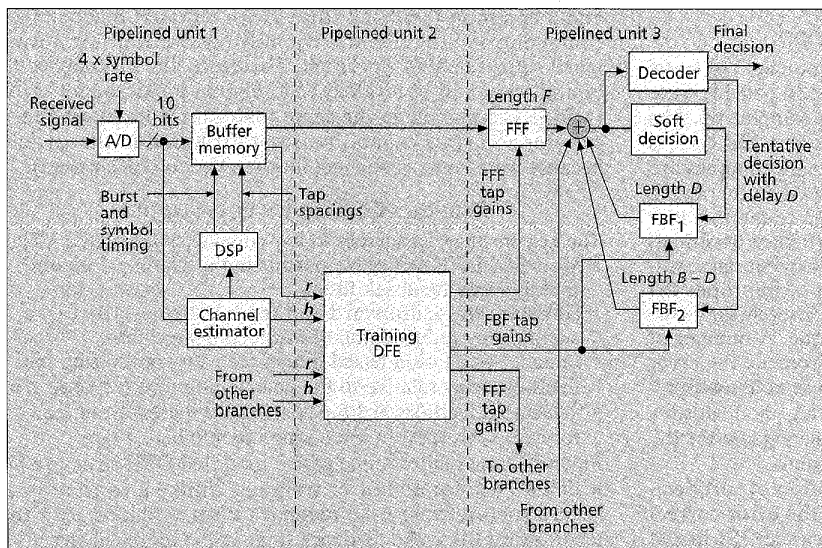 Pipelined unit 1
Pipelined unit 2
Pipelined unit 3
4 x symbol
rate
Received
signal
A/D
10
bits
Buffer
memory
Burst
and
symbol
timing
Tap
spacings
DSP
Channel
estimator
r
h
r
h
From
other
branches
Training
DFE
Length F
FFF
FFF
tap
gains
FBF tap
gains
FFF
tap
gains
To other
branches
From other
branches
+
Decoder
Final
decision
Soft
decision
Tentative
decision
with
delay D
Length D
FBF1
Length B – D
FBF2